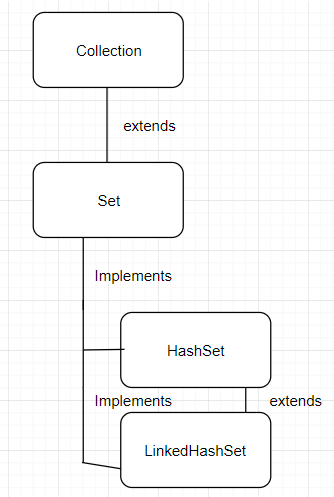 Collection
extends
Set
Implements
HashSet
Implements
extends
LinkedHashSet